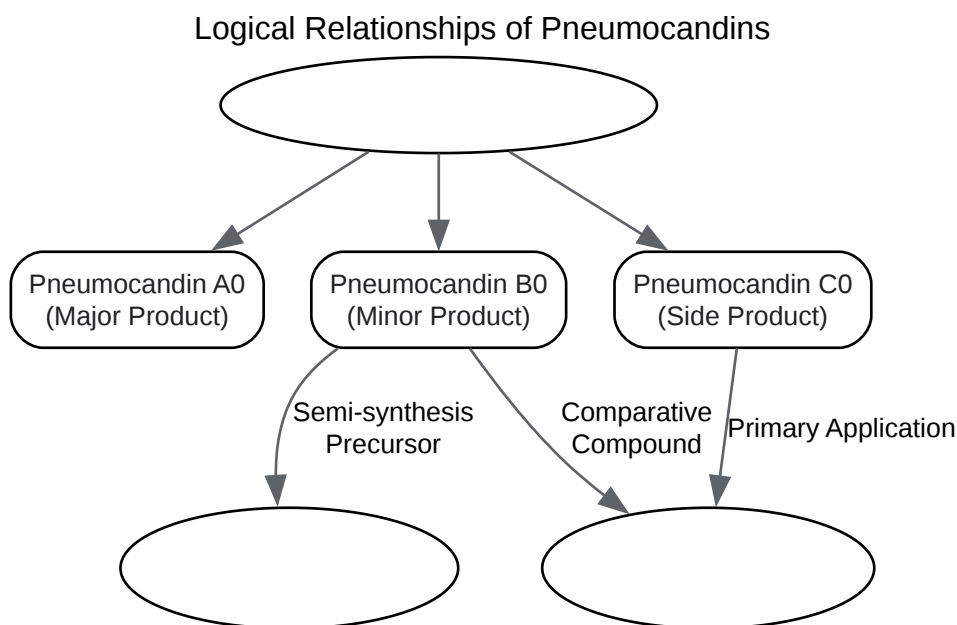 Logical Relationships of Pneumocandins
Pneumocandin A0
(Major Product)
Pneumocandin B0
(Minor Product)
Pneumocandin C0
(Side Product)
Semi-synthesis
Precursor
Comparative
Compound
Primary Application